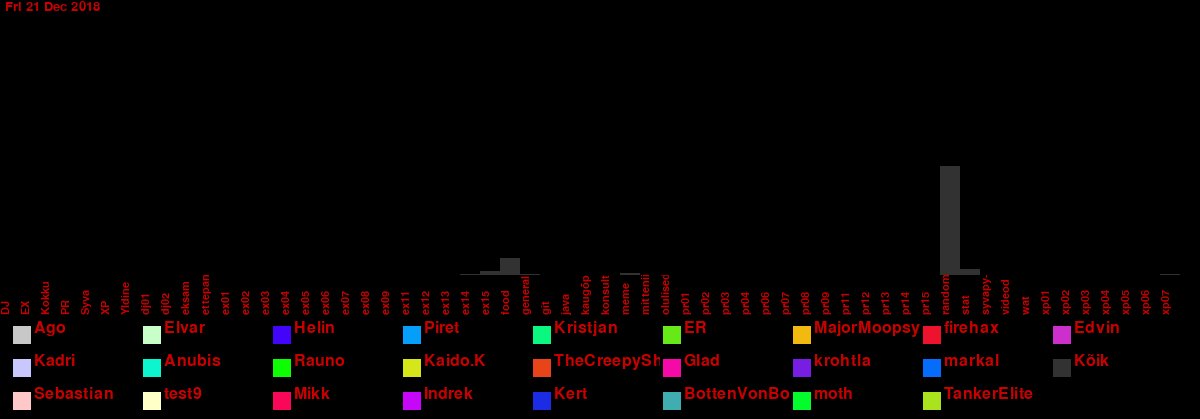 Fri 21 Dec 2018
DJ EX Kokku PR Syva XP Yldine dj01 dj02 eksam ettepan ex01 ex02 ex03 ex04 ex05 ex06 ex07 ex08 ex09 ex11 ex12 ex13 ex14 ex15 food general git java kaugõp konsult meme mittenii olulised pr01 pr02 pr03 pr04 pr06 pr07 pr08 pr09 pr11 pr12 pr13 pr14 pr15 random stat syvapy- videod wat xp01 xp02 xp03 xp04 xp05 xp06 xp07
Ago Elvar Helin Piret Kristjan ER MajorMoopsy firehax Edvin
Kadri Anubis Rauno Kaido.K TheCreepySh Glad krohtla markal Kõik
Sebastian test9 Mikk Indrek Kert BottenVonBo moth TankerElite